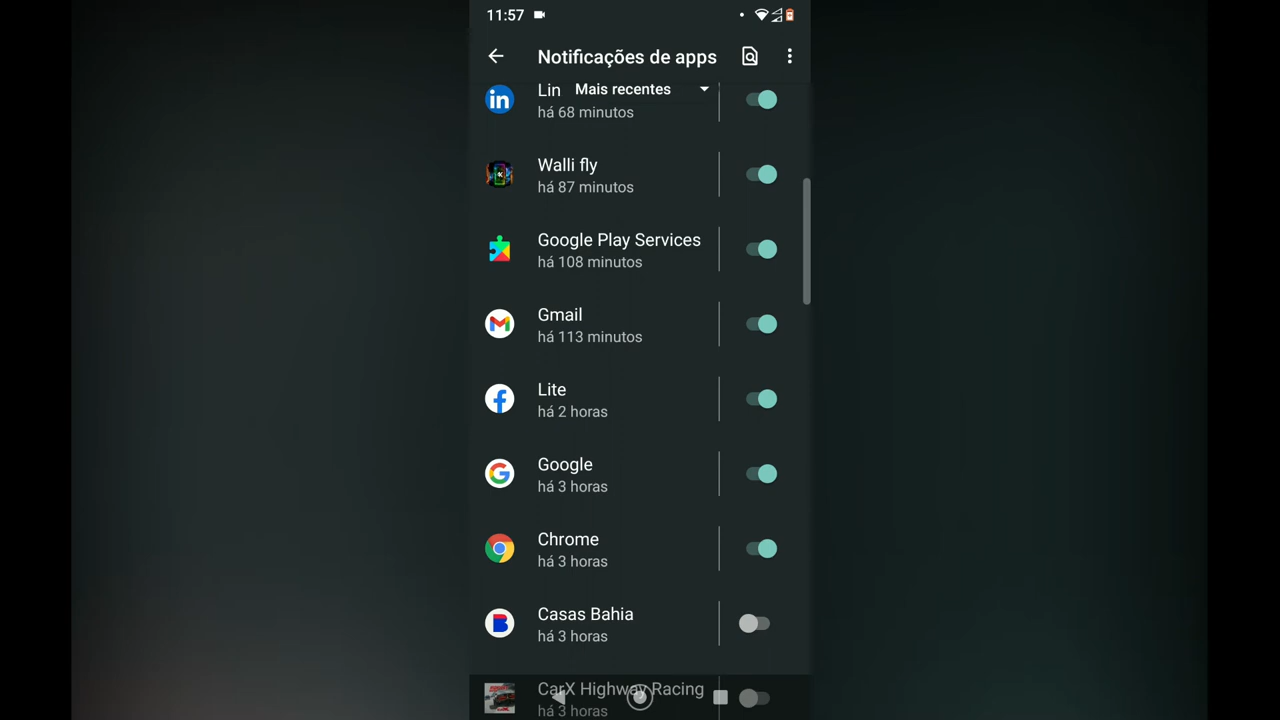 11:57
Notificações de apps
Lin
Mais recentes
há 68 minutos
Walli fly
há 87 minutos
Google Play Services
há 108 minutos
Gmail
há 113 minutos
Lite
há 2 horas
Google
há 3 horas
Chrome
há 3 horas
Casas Bahia
há 3 horas
CarX Highway Racing
há 3 horas